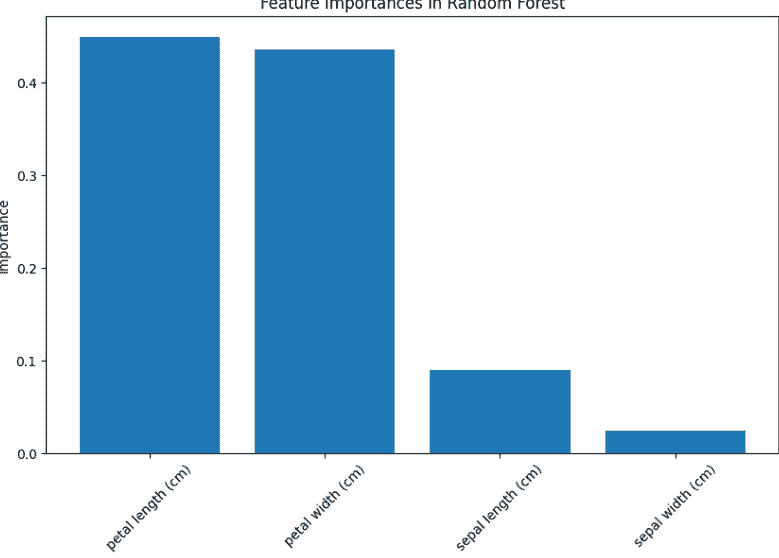 Feature Importances in Random Forest
0.4
0.3
0.2
0.1
0.0
Importance
petal length (cm)
petal width (cm)
sepal length (cm)
sepal width (cm)